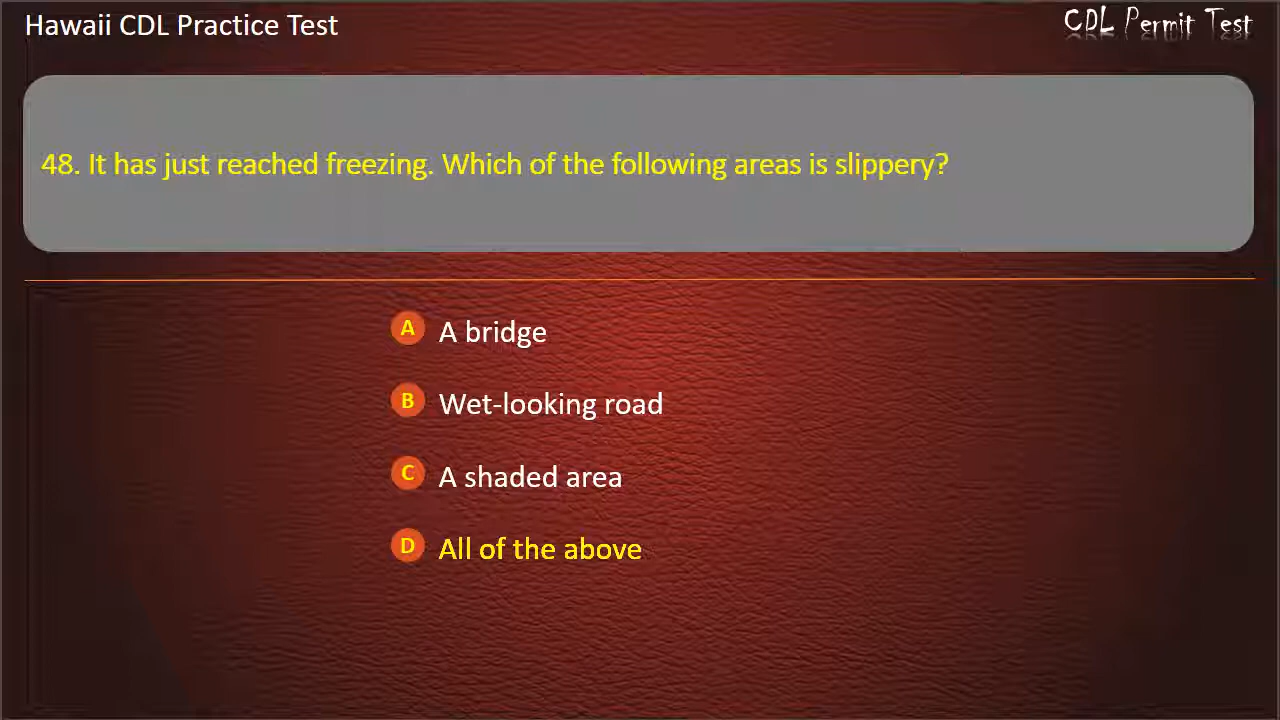 Hawaii CDL Practice Test
CDL Permit Test
48. It has just reached freezing. Which of the following areas is slippery?
A A bridge
B Wet-looking road
C A shaded area
D All of the above